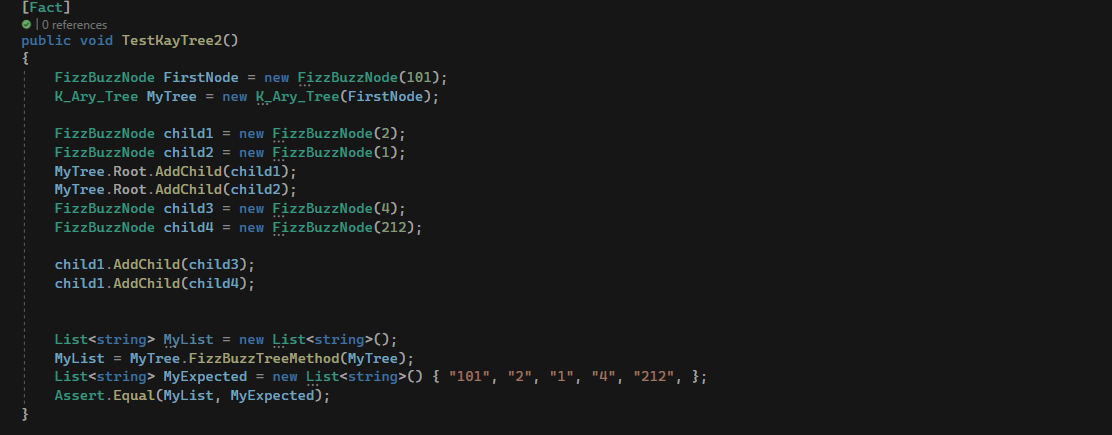 [Fact]
| 0 references
public void TestKayTree2()
{
FizzBuzzNode FirstNode = new FizzBuzzNode(101);
K_Ary_Tree MyTree = new K_Ary_Tree(FirstNode);
FizzBuzzNode child1 = new FizzBuzzNode(2);
FizzBuzzNode child2 = new FizzBuzzNode(1);
MyTree.Root.AddChild(child1);
MyTree.Root.AddChild(child2);
FizzBuzzNode child3 = new FizzBuzzNode(4);
FizzBuzzNode child4 = new FizzBuzzNode(212);
child1.AddChild(child3);
child1.AddChild(child4);
List<string> MyList = new List<string>();
MyList = MyTree.FizzBuzzTreeMethod(MyTree);
List<string> MyExpected = new List<string>() { "101", "2", "1", "4", "212", };
Assert.Equal(MyList, MyExpected);
}